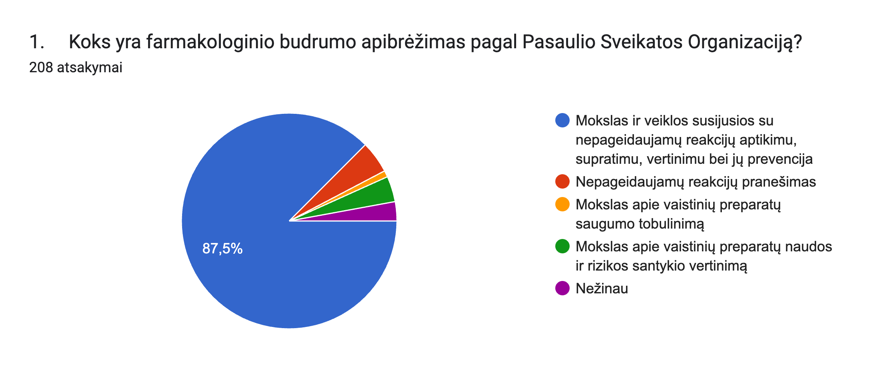 1. Koks yra farmakologinio budrumo apibrėžimas pagal Pasaulio Sveikatos Organizaciją?
208 atsakymai
87,5%
Mokslas ir veiklos susijusios su
nepageidaujamų reakcijų aptikimu,
supratimu, vertinimu bei jų prevencija
Nepageidaujamų reakcijų pranešimas
Mokslas apie vaistinių preparatų
saugumo tobulinimą
Mokslas apie vaistinių preparatų naudos
ir rizikos santykio vertinimą
Nežinau